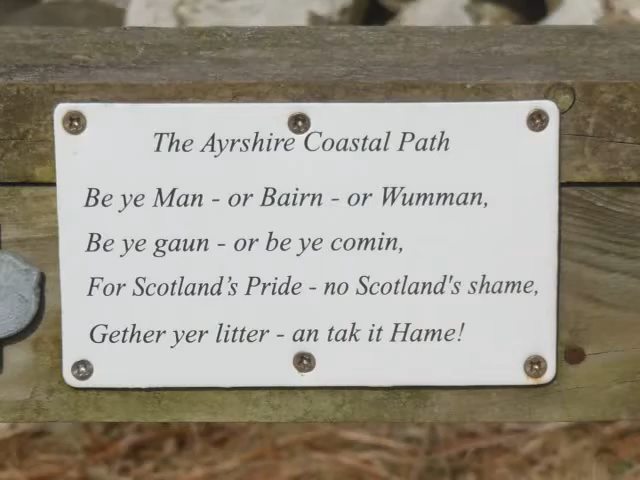 The Ayrshire Coastal Path
Be ye Man - or Bairn - or Wumman,
Be ye gaun - or be ye comin,
For Scotland’s Pride - no Scotland's shame,
Gether yer litter - an tak it Hame!